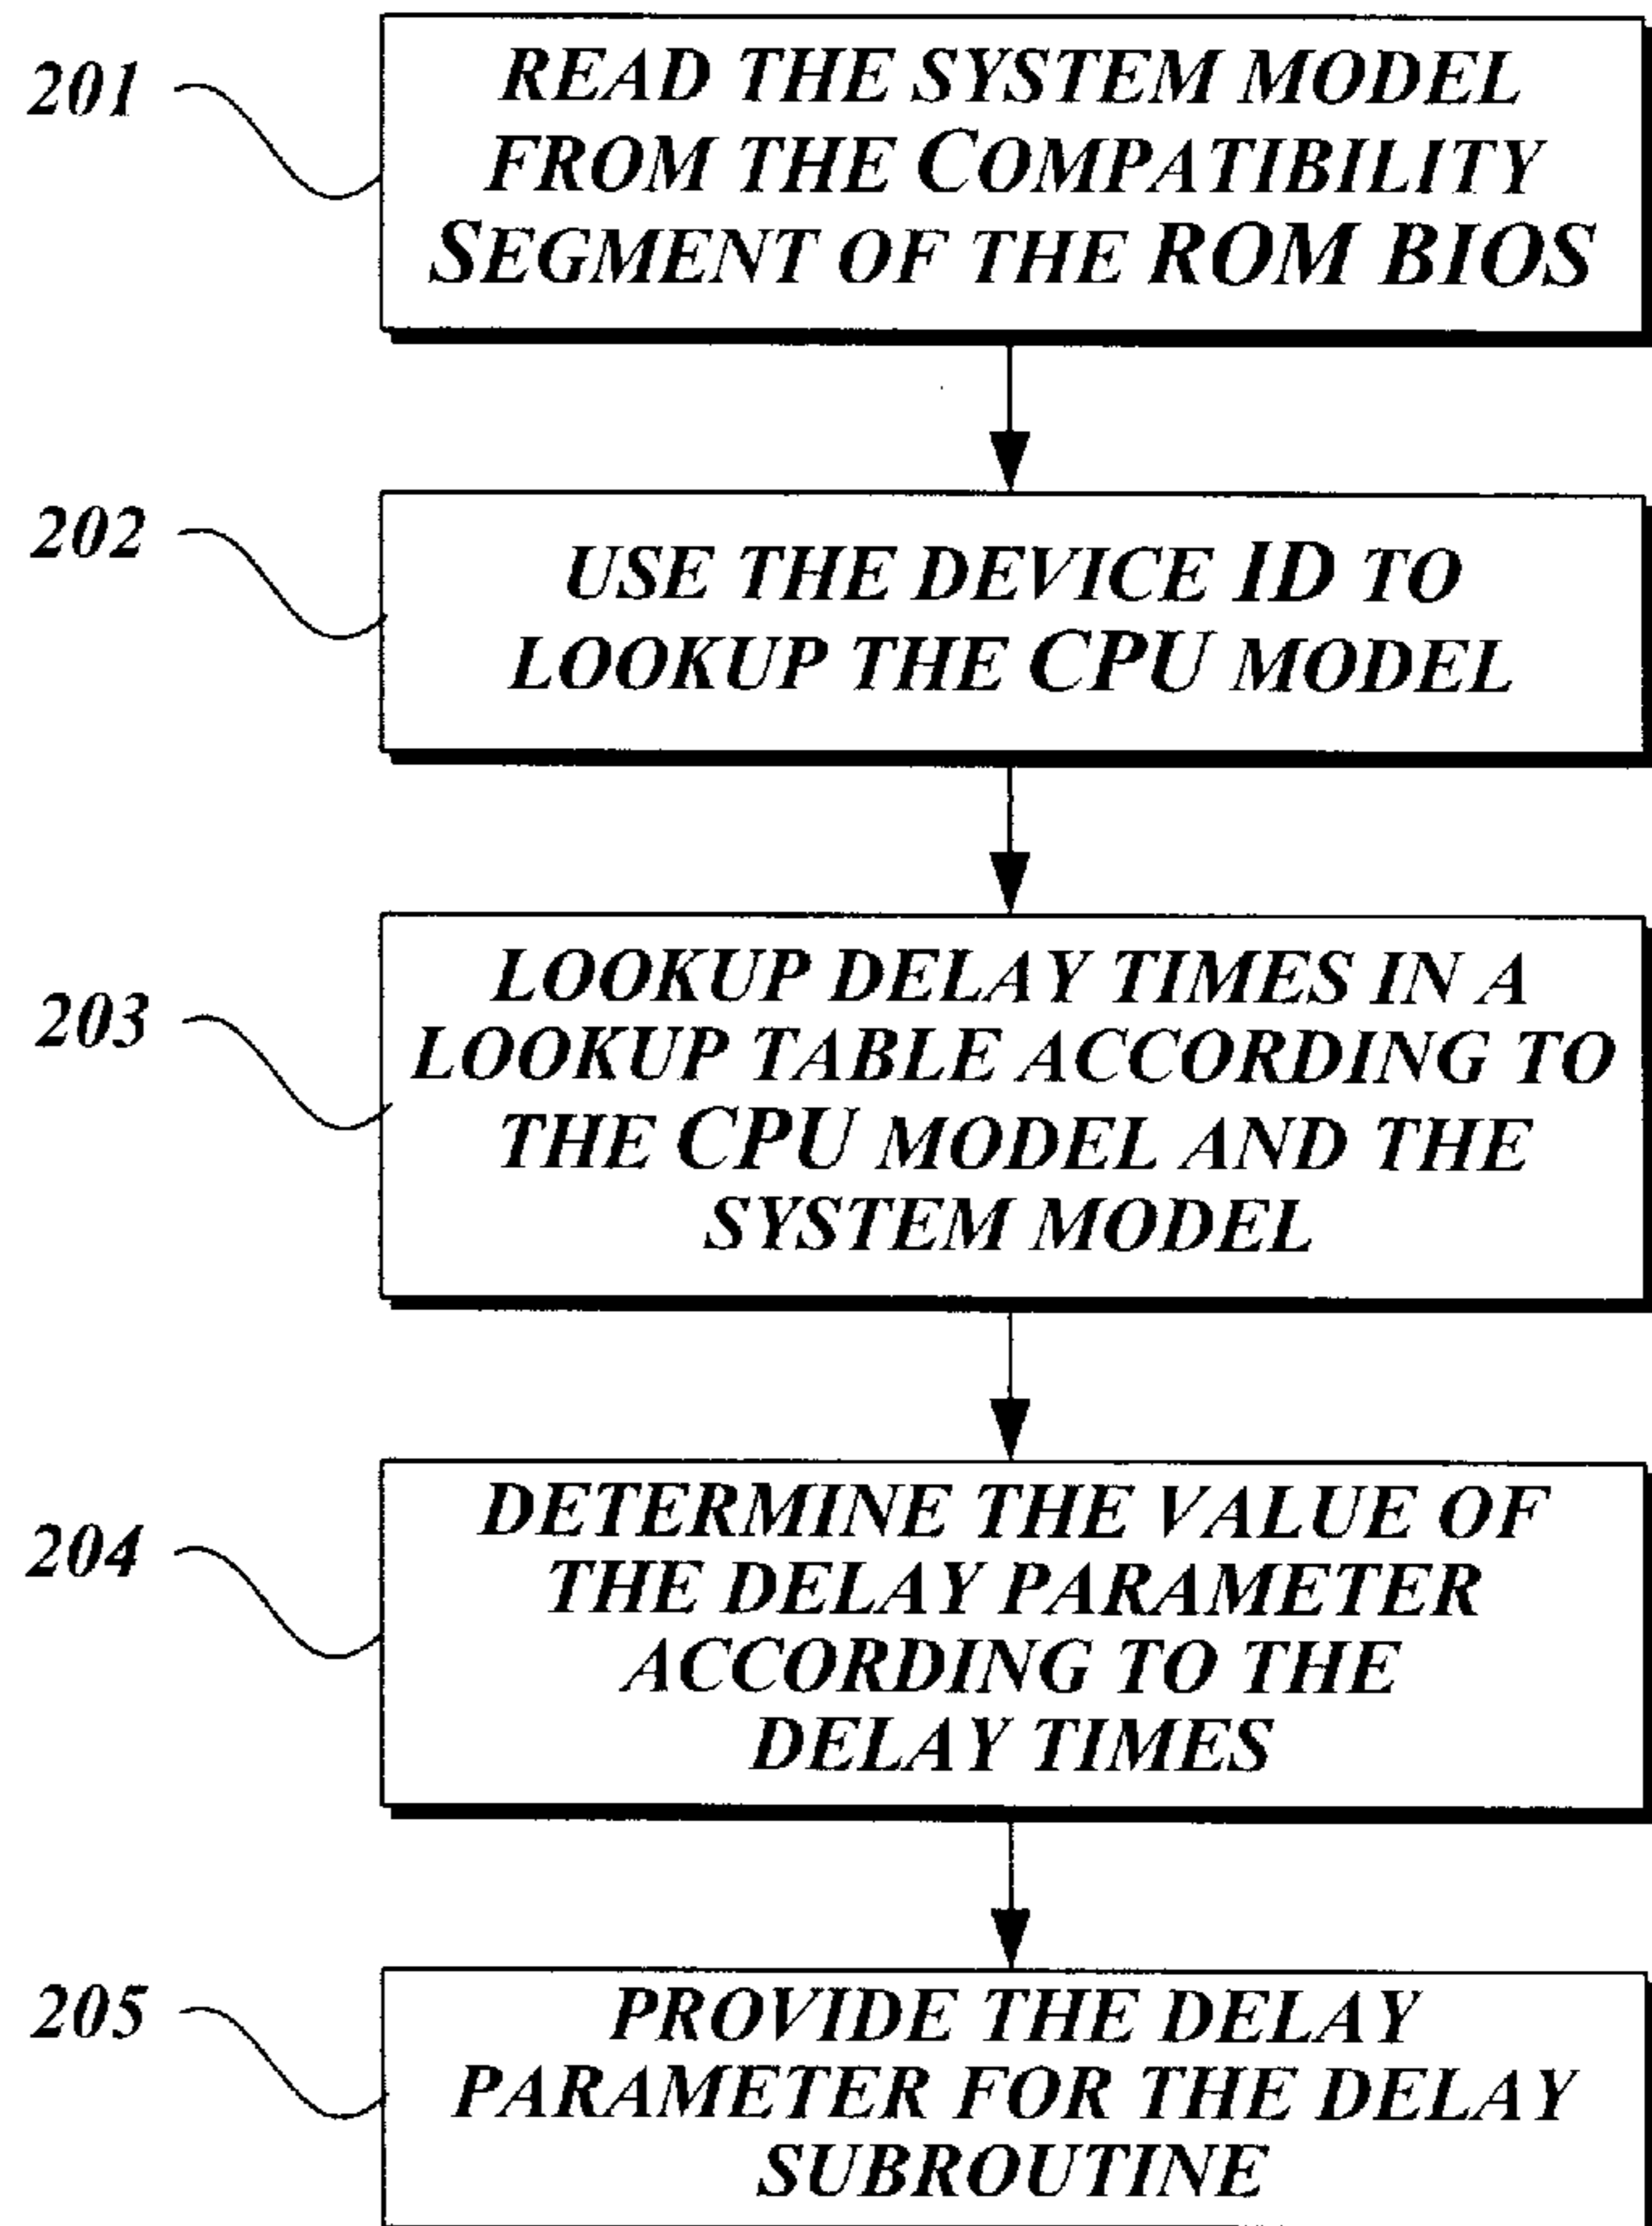 201
READ THE SYSTEM MODEL
FROM THE COMPATIBILITY
SEGMENT OF THE ROM BIOS
202
USE THE DEVICE ID TO
LOOKUP THE CPU MODEL
203
LOOKUP DELAY TIMES IN A
LOOKUP TABLE ACCORDING TO
THE CPU MODEL AND THE
SYSTEM MODEL
204
DETERMINE THE VALUE OF
THE DELAY PARAMETER
ACCORDING TO THE
DELAY TIMES
205
PROVIDE THE DELAY
PARAMETER FOR THE DELAY
SUBROUTINE